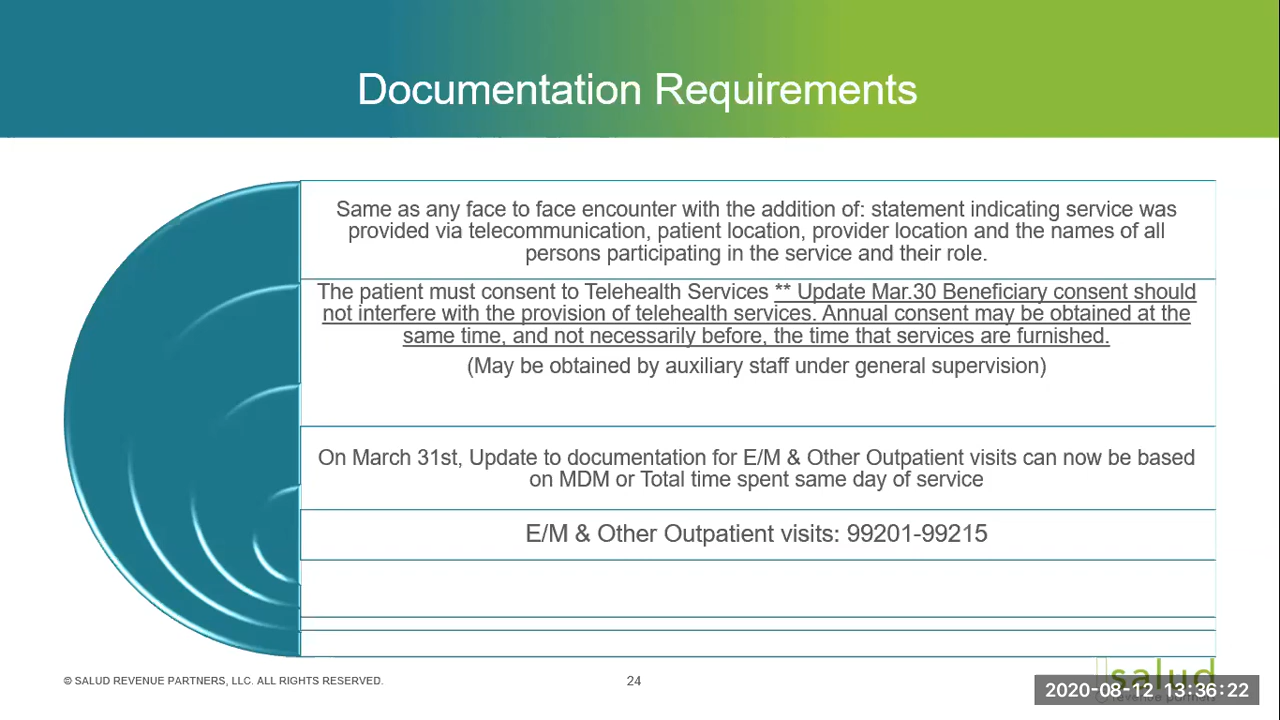 Documentation Requirements
Same as any face to face encounter with the addition of: statement indicating service was
provided via telecommunication, patient location, provider location and the names of all
persons participating in the service and their role.
The patient must consent to Telehealth Services ** Update Mar.30 Beneficiary consent should
not interfere with the provision of telehealth services. Annual consent may be obtained at the
same time, and not necessarily before, the time that services are furnished.
(May be obtained by auxiliary staff under general supervision)
On March 31st, Update to documentation for E/M & Other Outpatient visits can now be based
on MDM or Total time spent same day of service
E/M & Other Outpatient visits: 99201-99215
© SALUD REVENUE PARTNERS, LLC. ALL RIGHTS RESERVED.
24
salud
2020-08-12 13:36:22